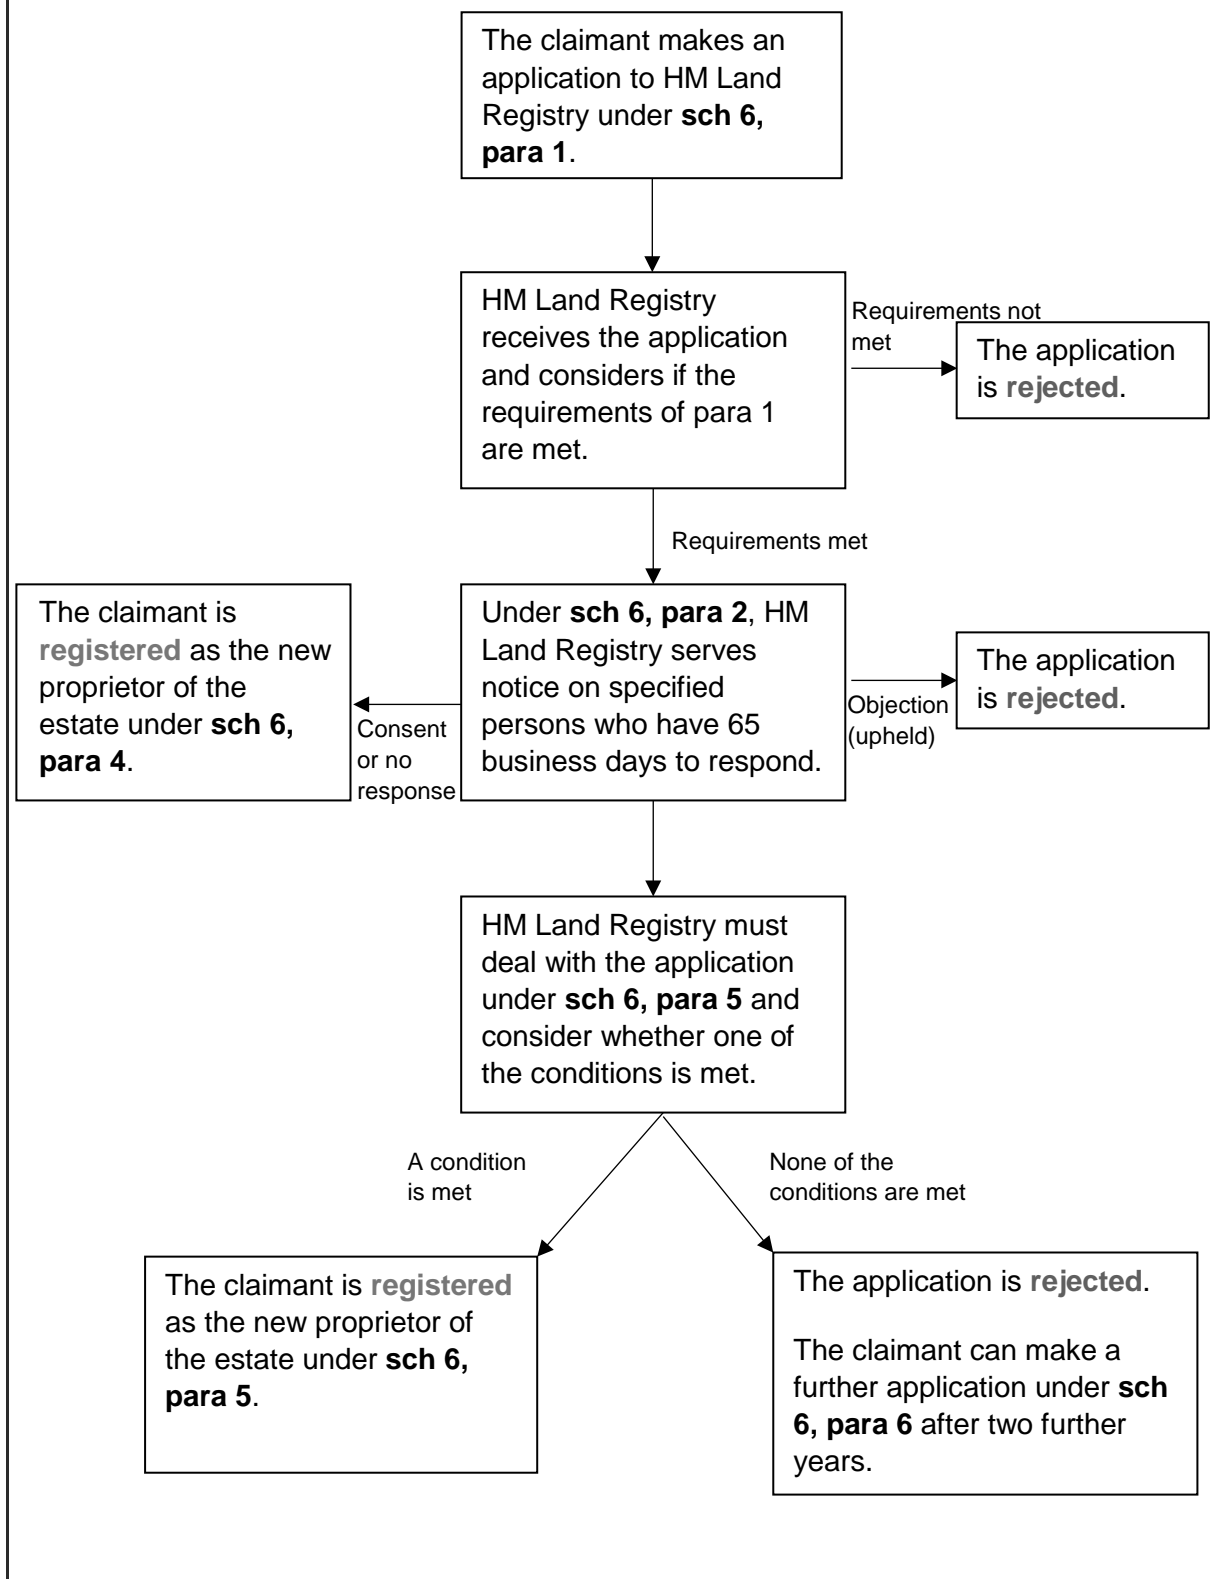 The claimant makes an
application to HM Land
Registry under sch 6,
para 1.
HM Land Registry
receives the application
and considers if the
requirements of para 1
are met.
Requirements not
met
The application
is rejected.
Requirements met
The claimant is
registered as the new
proprietor of the
estate under sch 6,
para 4.
Consent
or no
response
Under sch 6, para 2, HM
Land Registry serves
notice on specified
persons who have 65
business days to respond.
Objection
(upheld)
The application
is rejected.
HM Land Registry must
deal with the application
under sch 6, para 5 and
consider whether one of
the conditions is met.
A condition
is met
None of the
conditions are met
The claimant is registered
as the new proprietor of
the estate under sch 6,
para 5.
The application is rejected.
The claimant can make a
further application under sch
6, para 6 after two further
years.